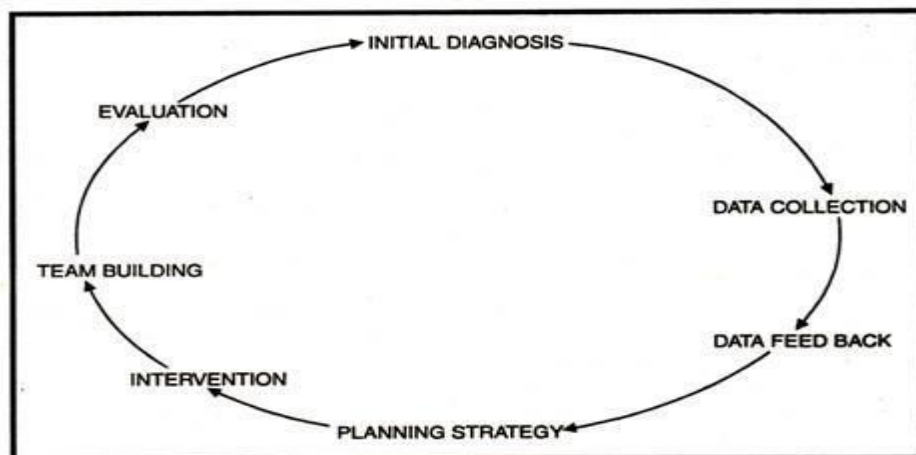 INITIAL DIAGNOSIS
DATA COLLECTION
DATA FEED BACK
PLANNING STRATEGY
INTERVENTION
TEAM BUILDING
EVALUATION